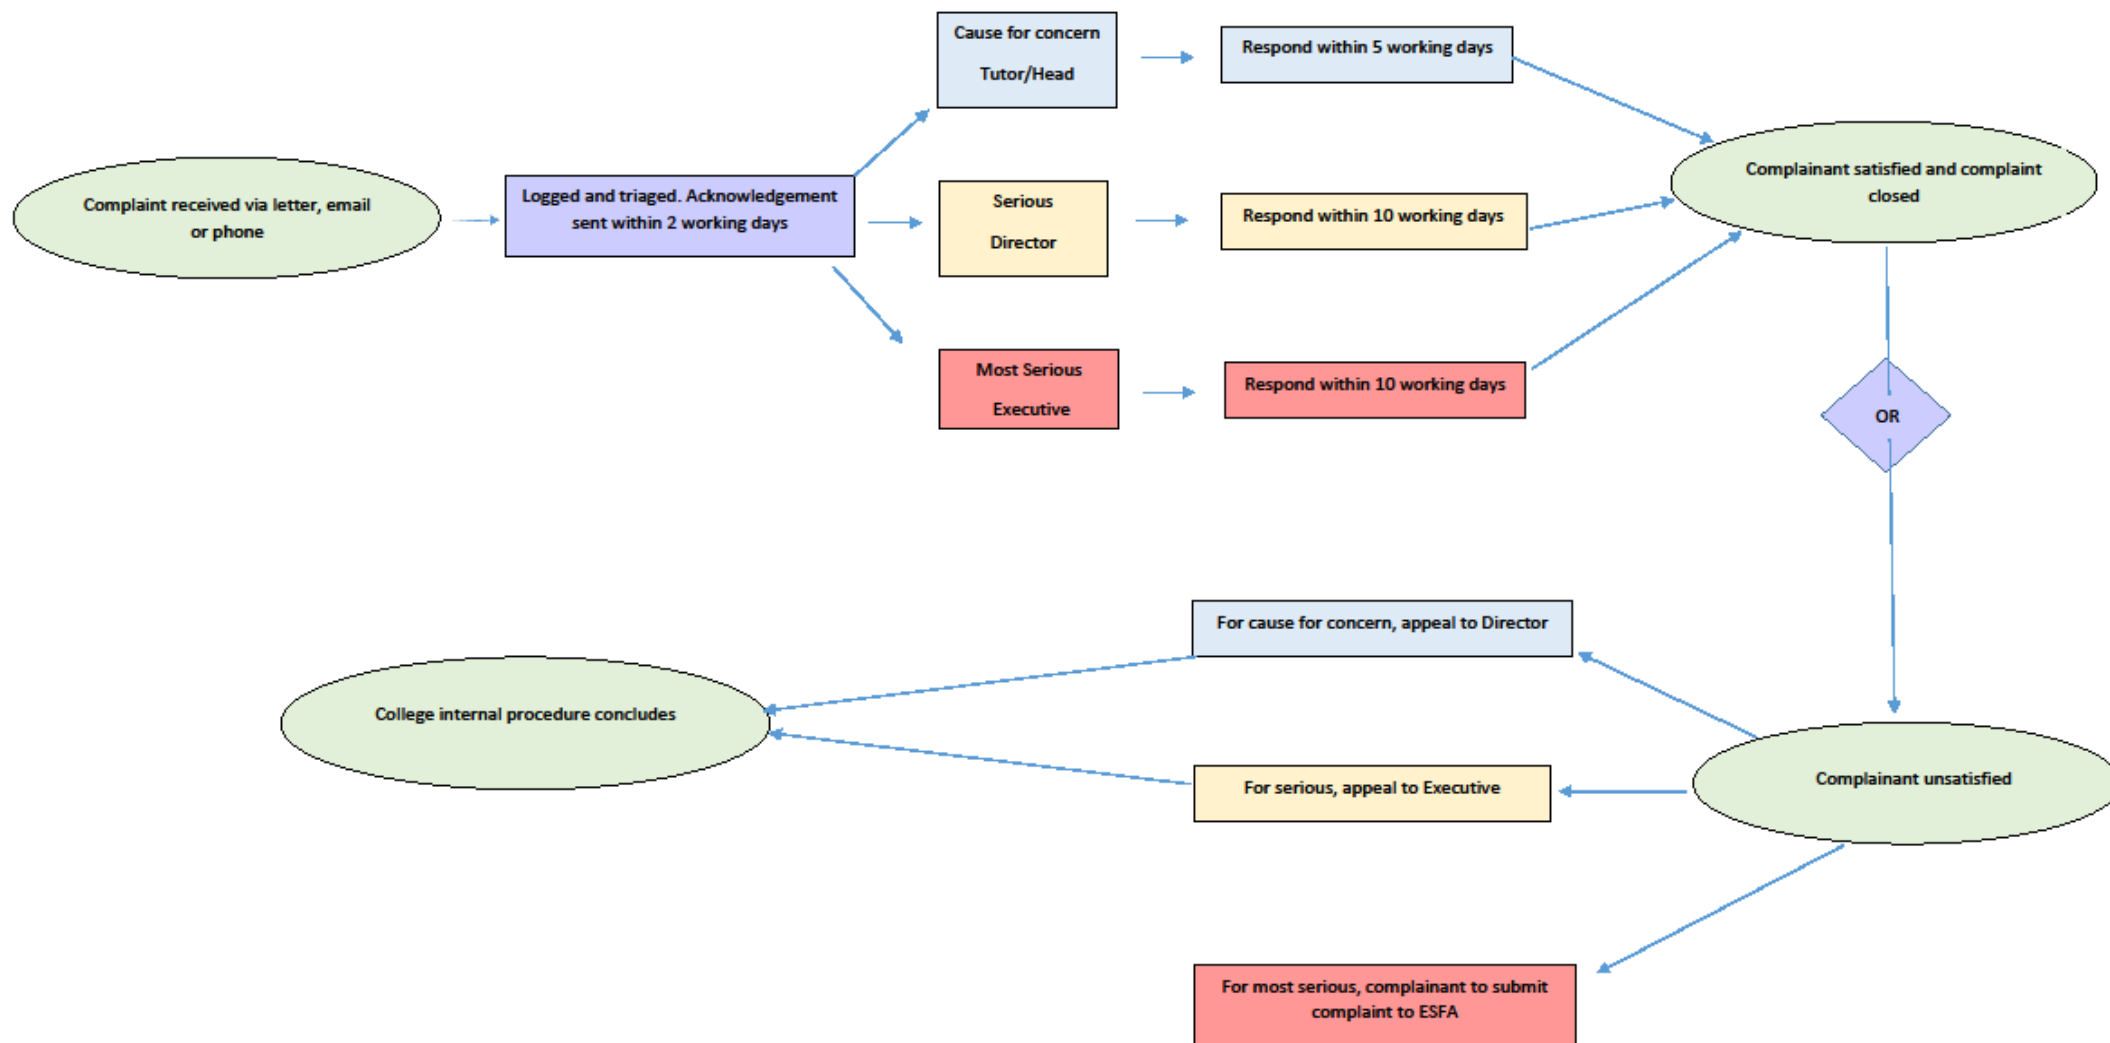 Complaint received via letter, email
or phone
Logged and triaged. Acknowledgement
sent within 2 working days
Cause for concern
Tutor/Head
Respond within 5 working days
Serious
Director
Respond within 10 working days
Most Serious
Executive
Respond within 10 working days
Complainant satisfied and complaint
closed
OR
Complainant unsatisfied
For cause for concern, appeal to Director
For serious, appeal to Executive
For most serious, complainant to submit
complaint to ESFA
College internal procedure concludes